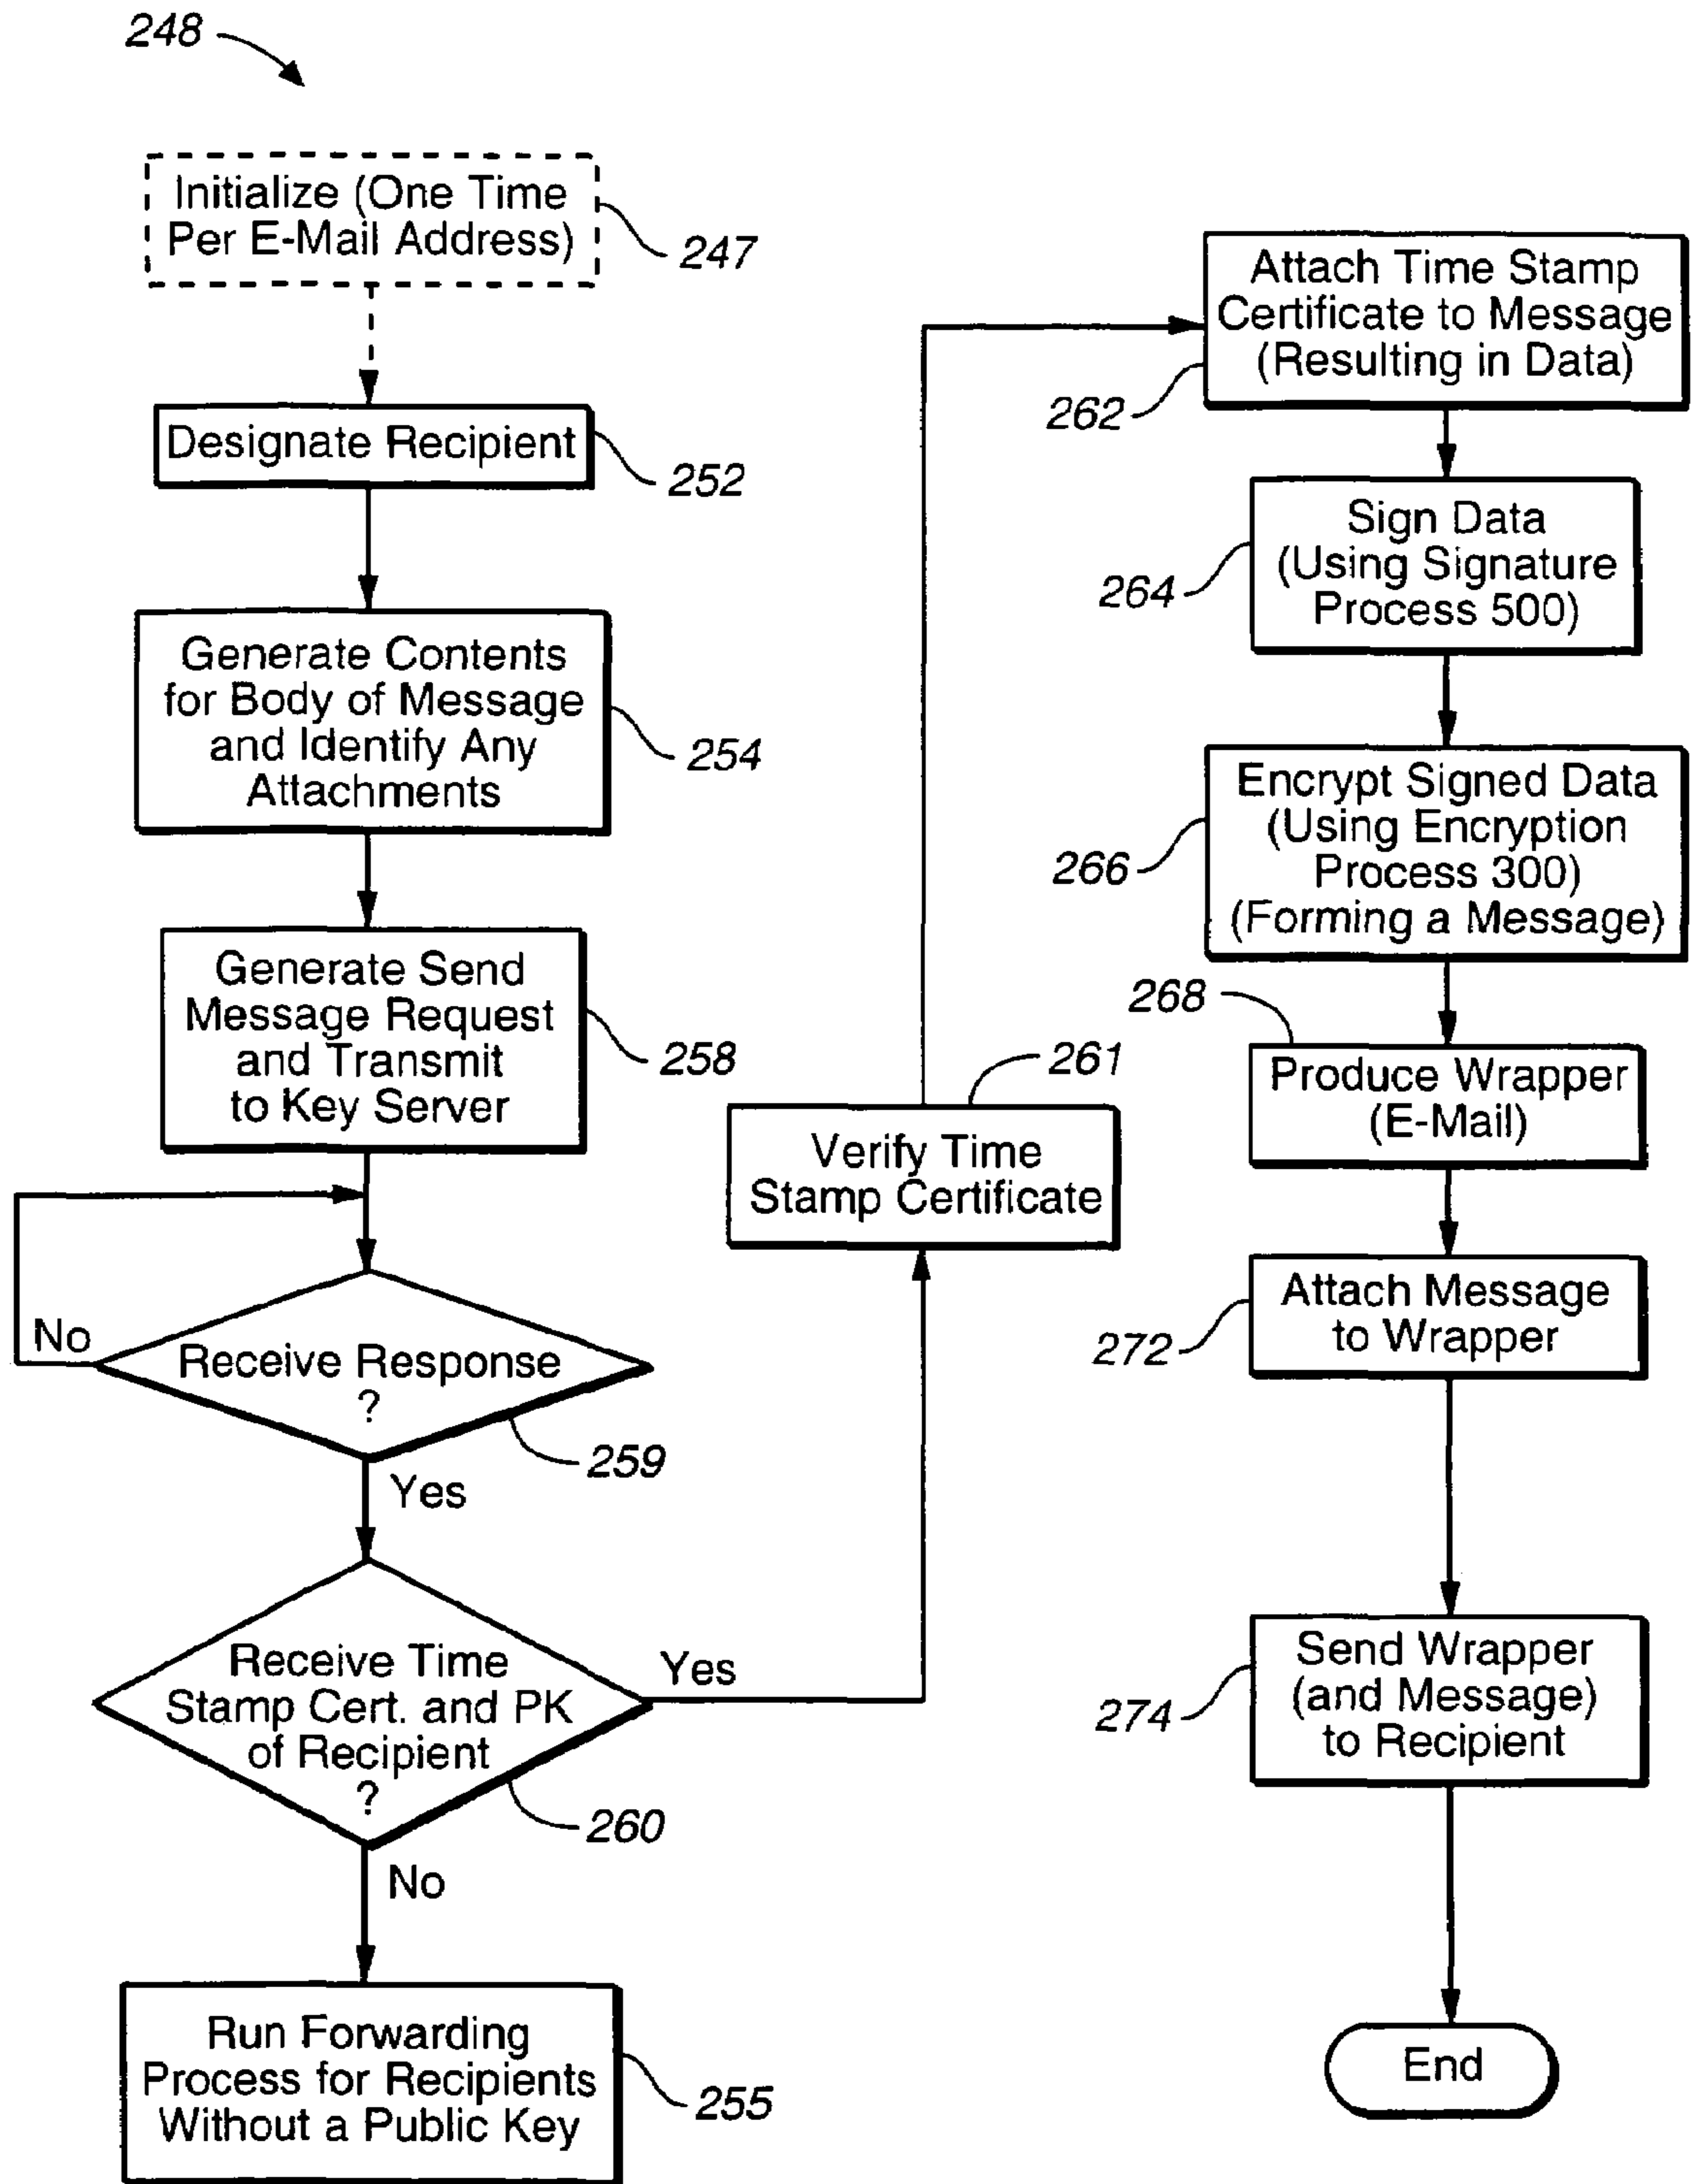 248
Initialize (One Time
Per E-Mail Address)
247
Designate Recipient
252
Generate Contents
for Body of Message
and Identify Any
Attachments
254
Generate Send
Message Request
and Transmit
to Key Server
258
No
Receive Response
?
259
Yes
Receive Time
Stamp Cert. and PK
of Recipient
?
260
Yes
No
Run Forwarding
Process for Recipients
Without a Public Key
255
261
Verify Time
Stamp Certificate
Attach Time Stamp
Certificate to Message
(Resulting in Data)
262
Sign Data
(Using Signature
Process 500)
264
Encrypt Signed Data
(Using Encryption
Process 300)
(Forming a Message)
266
268
Produce Wrapper
(E-Mail)
Attach Message
to Wrapper
272
Send Wrapper
(and Message)
to Recipient
274
End